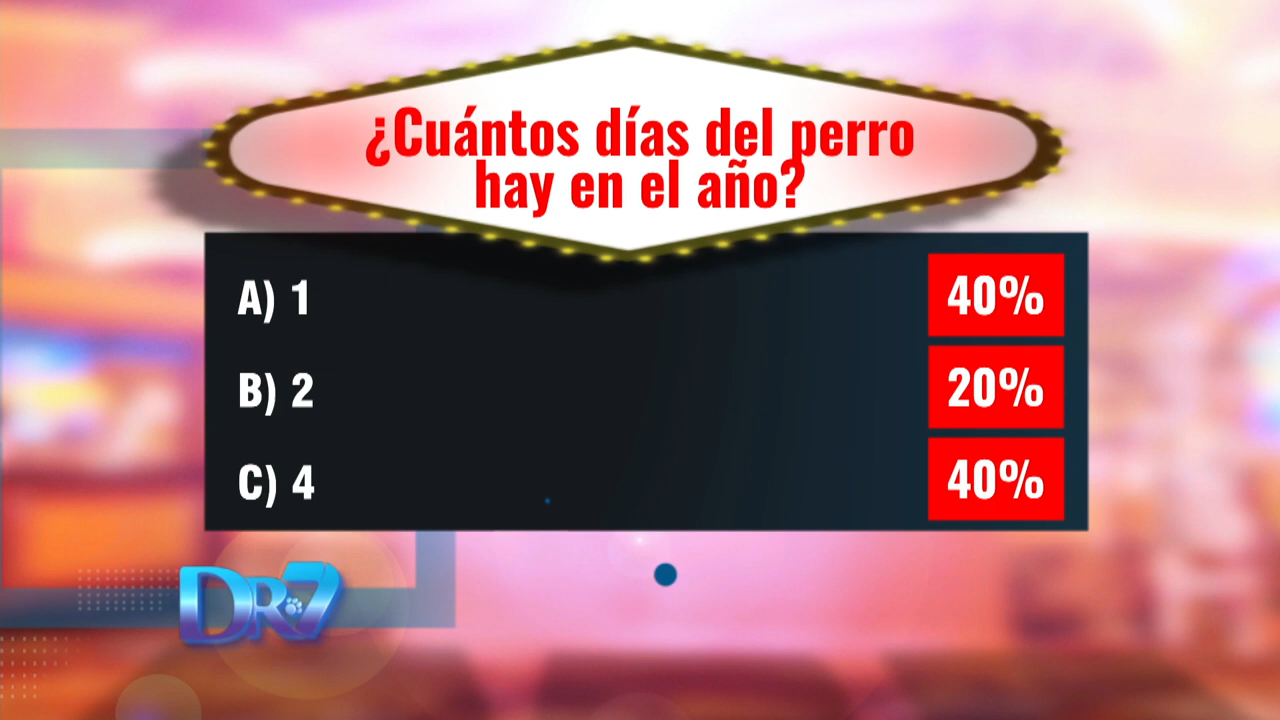 ¿Cuántos días del perro
hay en el año?
A) 1 40%
B) 2 20%
C) 4 40%
DR7